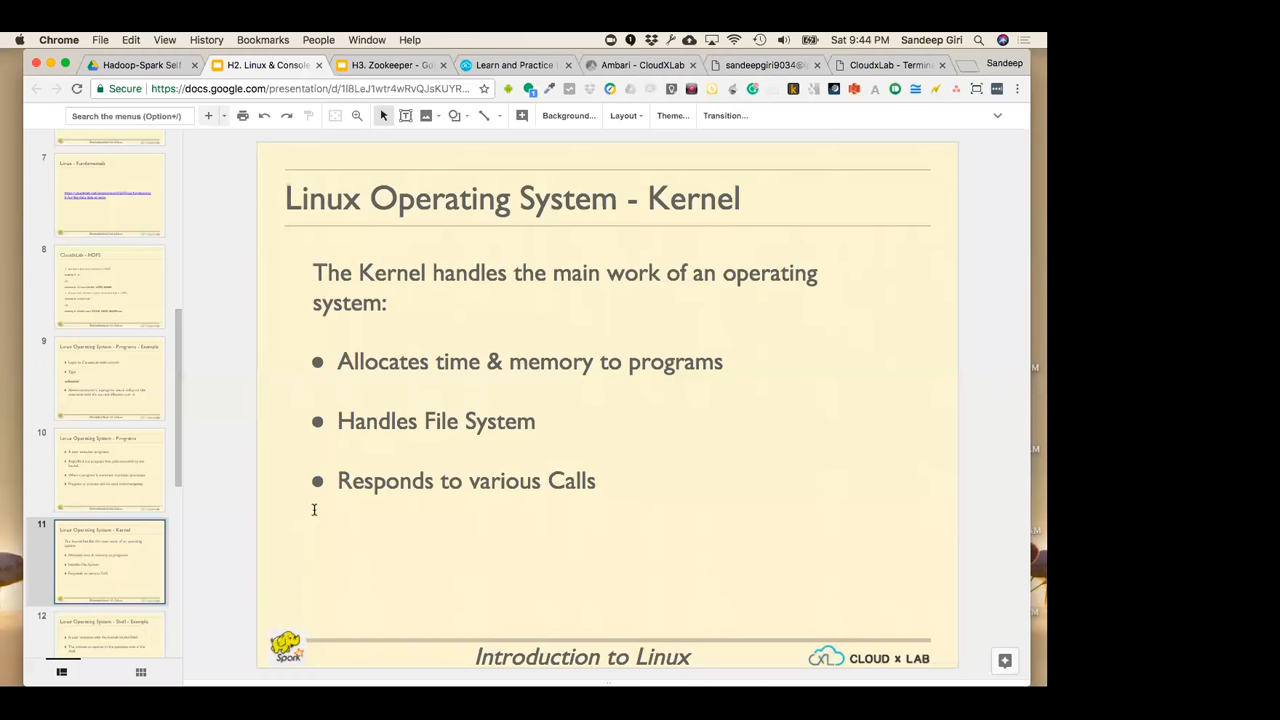 Chrome File Edit View History Bookmarks People Window Help Sat 9:44 PM Sandeep Giri
Hadoop-Spark Self H2. Linux & Console H3. Zookeeper - Go Learn and Practice Ambari - CloudXLab sandeepgiri9034@ CloudxLab - Termin Sandeep
Secure https://docs.google.com/presentation/d/1I8LeJ1wtr4wRvQJsKUYR...
Search the menus (Option+/) Background... Layout Theme... Transition...
7
Linux - Fundamentals
8
CloudxLab - HDFS
9
Linux Operating System - Programs - Example
10
Linux Operating System - Programs
11
Linux Operating System - Kernel
12
Linux Operating System - Shell - Example
Linux Operating System - Kernel
The Kernel handles the main work of an operating
system:
● Allocates time & memory to programs
● Handles File System
● Responds to various Calls
Spark
Introduction to Linux
CLOUD x LAB